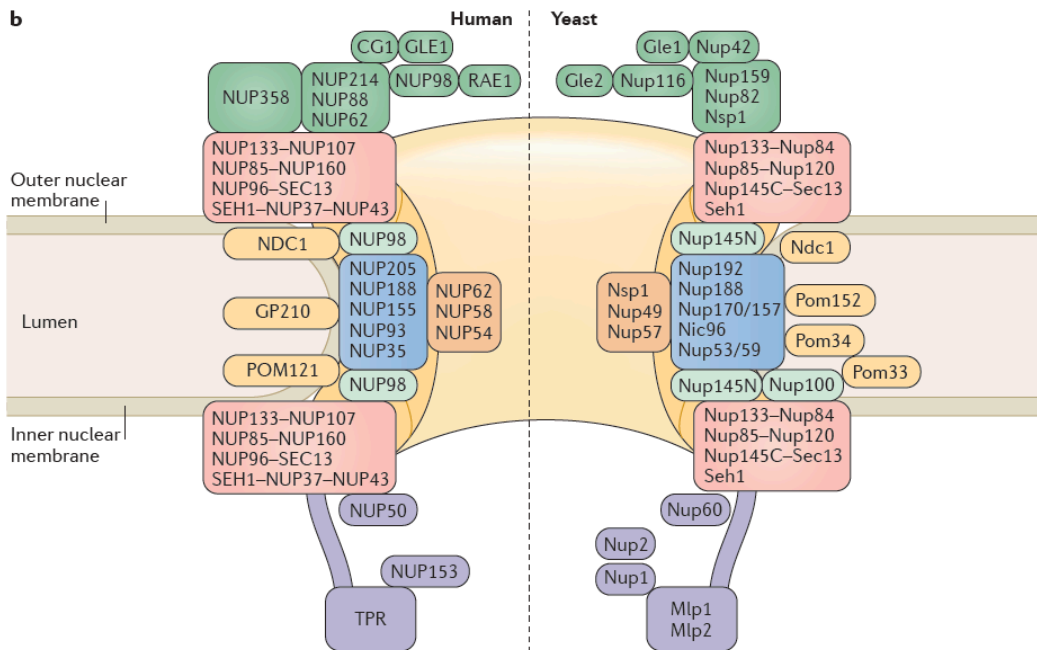 b
Human
Yeast
CG1
GLE1
NUP358
NUP214
NUP88
NUP62
NUP98
RAE1
NUP133–NUP107
NUP85–NUP160
NUP96–SEC13
SEH1–NUP37–NUP43
Outer nuclear
membrane
NDC1
NUP98
GP210
NUP205
NUP188
NUP155
NUP93
NUP35
NUP62
NUP58
NUP54
Lumen
POM121
NUP98
Inner nuclear
membrane
NUP133–NUP107
NUP85–NUP160
NUP96–SEC13
SEH1–NUP37–NUP43
NUP50
NUP153
TPR
Gle1
Nup42
Gle2
Nup116
Nup159
Nup82
Nsp1
Nup133–Nup84
Nup85–Nup120
Nup145C–Sec13
Seh1
Nup145N
Ndc1
Nsp1
Nup49
Nup57
Nup192
Nup188
Nup170/157
Nic96
Nup53/59
Pom152
Pom34
Pom33
Nup145N
Nup100
Nup133–Nup84
Nup85–Nup120
Nup145C–Sec13
Seh1
Nup60
Nup2
Nup1
Mlp1
Mlp2